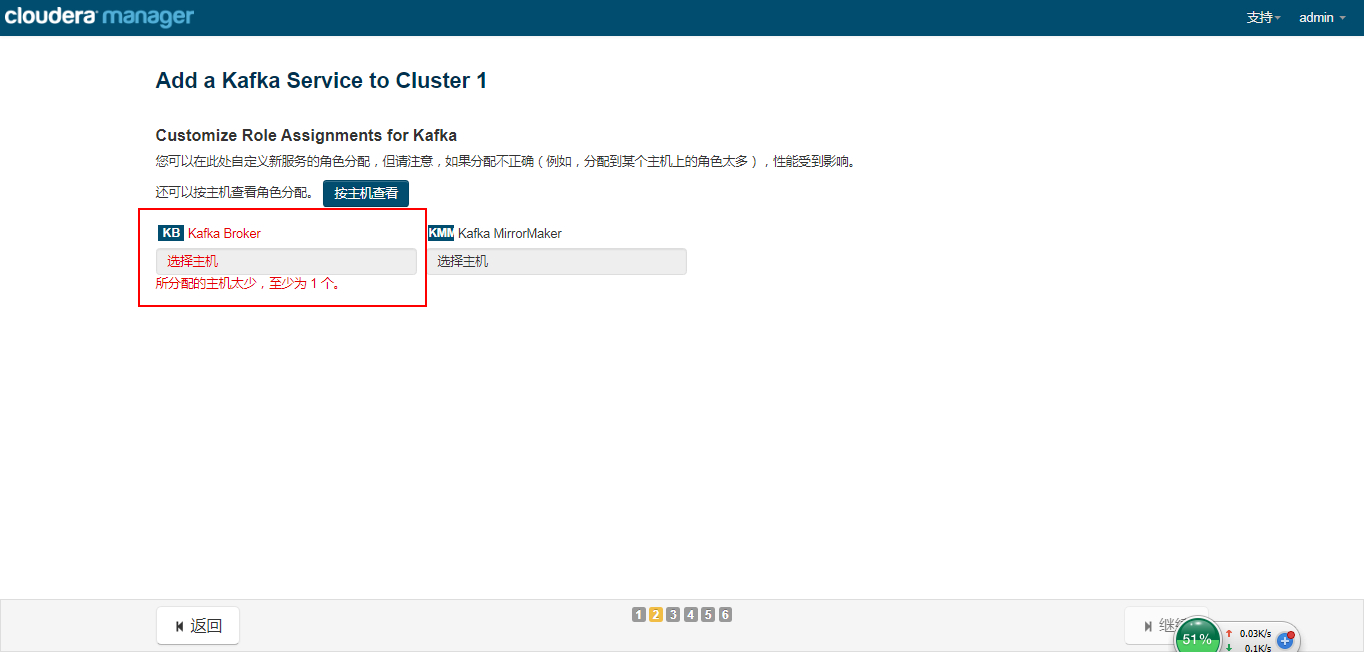 cloudera manager
支持 admin
Add a Kafka Service to Cluster 1
Customize Role Assignments for Kafka
您可以在此处自定义新服务的角色分配，但请注意，如果分配不正确（例如，分配到某个主机上的角色太多），性能受到影响。
还可以按主机查看角色分配。 按主机查看
KB Kafka Broker KMM Kafka MirrorMaker
选择主机 选择主机
所分配的主机太少，至少为 1 个。
返回 1 2 3 4 5 6
51% 0.03K/s
0.1K/s